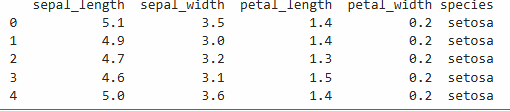 sepal_length sepal_width petal_length petal_width species
0 5.1 3.5 1.4 0.2 setosa
1 4.9 3.0 1.4 0.2 setosa
2 4.7 3.2 1.3 0.2 setosa
3 4.6 3.1 1.5 0.2 setosa
4 5.0 3.6 1.4 0.2 setosa